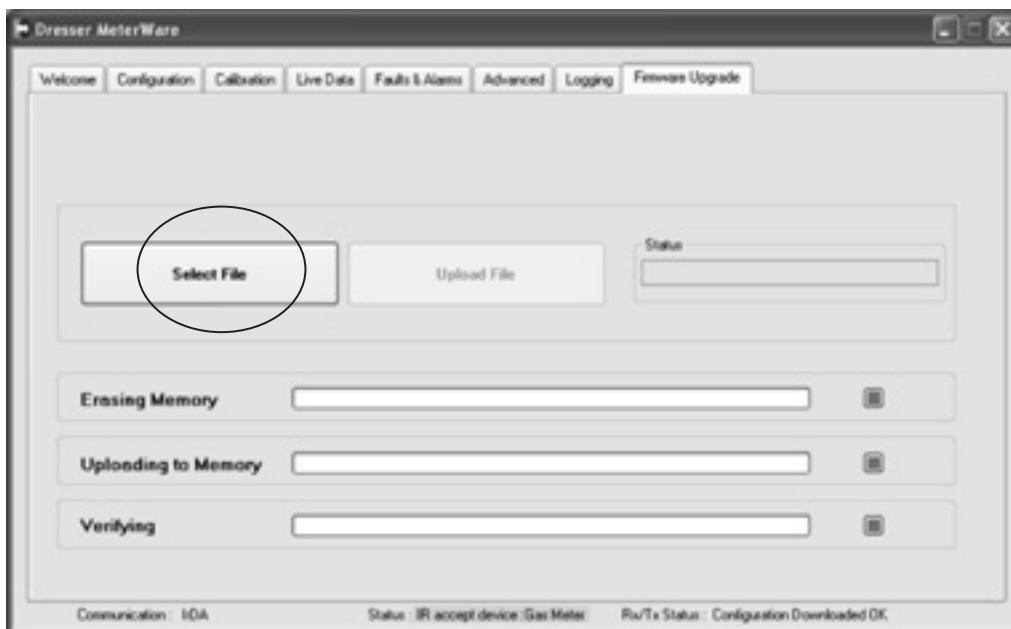 Dresser MeterWare
Welcome Configuration Calibration Live Data Faults & Alarms Advanced Logging Firmware Upgrade
Select File Upload File Status
Erasing Memory
Uploading to Memory
Verifying
Communication : IrDA Status : IR accept device :Gas Meter Rx/Tx Status : Configuration Downloaded OK.